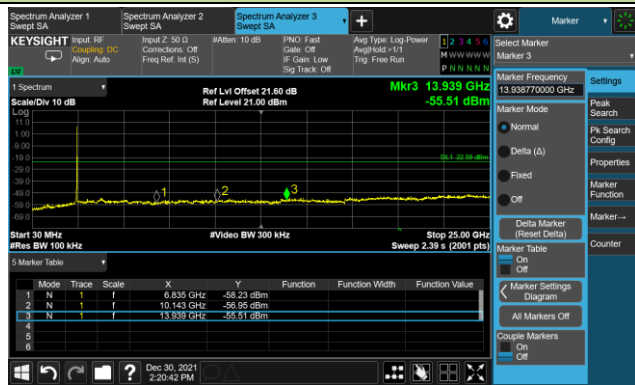 Spectrum Analyzer 1
Swept SA
Spectrum Analyzer 2
Swept SA
Spectrum Analyzer 3
Swept SA
Marker
KEYSIGHT
Input: RF
Coupling: DC
Align: Auto
Input Z: 50 Ω
Corrections: Off
Freq Ref: Int (S)
#Atten: 10 dB
PNO: Fast
Gate: Off
IF Gain: Low
Sig Track: Off
Avg Type: Log-Power
Avg|Hold:>1/1
Trig: Free Run
1 2 3 4 5 6
M W W W W W
P N N N N N
1 Spectrum
Scale/Div 10 dB
Ref Lvl Offset 21.60 dB
Ref Level 21.00 dBm
Mkr3 13.939 GHz
-55.51 dBm
Log
11.0
1.00
-9.00
-19.0
-29.0
-39.0
-49.0
-59.0
-69.0
DL1 -22.39 dBm
1
2
3
Start 30 MHz
#Res BW 100 kHz
#Video BW 300 kHz
Stop 25.00 GHz
Sweep 2.39 s (2001 pts)
5 Marker Table
Mode Trace Scale X Y Function Function Width Function Value
1 N 1 f 6.835 GHz -58.23 dBm
2 N 1 f 10.143 GHz -56.95 dBm
3 N 1 f 13.939 GHz -55.51 dBm
4
5
6
Dec 30, 2021
2:20:42 PM
Select Marker
Marker 3
Marker Frequency
13.938770000 GHz
Marker Mode
Normal
Delta (Δ)
Fixed
Off
Delta Marker
(Reset Delta)
Marker Table
On
Off
Marker Settings
Diagram
All Markers Off
Couple Markers
On
Off
Settings
Peak
Search
Pk Search
Config
Properties
Marker
Function
Marker→
Counter